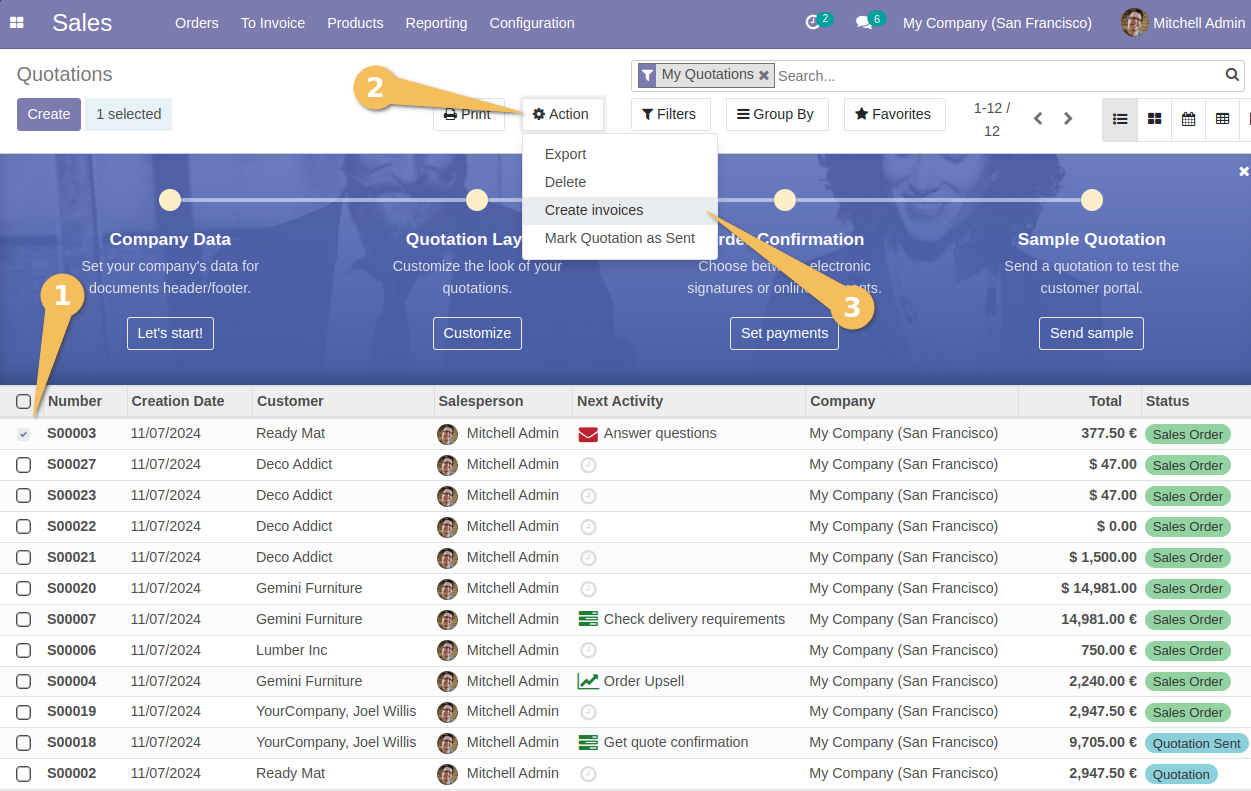 Sales Orders To Invoice Products Reporting Configuration 2 6 My Company (San Francisco) Mitchell Admin
Quotations
My Quotations Search...
2
Create 1 selected Print Action Filters Group By Favorites 1-12 / 12
Export
Delete
Create invoices
Mark Quotation as Sent
Company Data
Set your company's data for
documents header/footer.
Let's start!
Quotation Lay
Customize the look of your
quotations.
Customize
rder Confirmation
Choose between electronic
signatures or online payments.
Set payments
Sample Quotation
Send a quotation to test the
customer portal.
Send sample
1
3
Number Creation Date Customer Salesperson Next Activity Company Total Status
S00003 11/07/2024 Ready Mat Mitchell Admin Answer questions My Company (San Francisco) 377.50 € Sales Order
S00027 11/07/2024 Deco Addict Mitchell Admin My Company (San Francisco) $ 47.00 Sales Order
S00023 11/07/2024 Deco Addict Mitchell Admin My Company (San Francisco) $ 47.00 Sales Order
S00022 11/07/2024 Deco Addict Mitchell Admin My Company (San Francisco) $ 0.00 Sales Order
S00021 11/07/2024 Deco Addict Mitchell Admin My Company (San Francisco) $ 1,500.00 Sales Order
S00020 11/07/2024 Gemini Furniture Mitchell Admin My Company (San Francisco) $ 14,981.00 Sales Order
S00007 11/07/2024 Gemini Furniture Mitchell Admin Check delivery requirements My Company (San Francisco) 14,981.00 € Sales Order
S00006 11/07/2024 Lumber Inc Mitchell Admin My Company (San Francisco) 750.00 € Sales Order
S00004 11/07/2024 Gemini Furniture Mitchell Admin Order Upsell My Company (San Francisco) 2,240.00 € Sales Order
S00019 11/07/2024 YourCompany, Joel Willis Mitchell Admin My Company (San Francisco) 2,947.50 € Sales Order
S00018 11/07/2024 YourCompany, Joel Willis Mitchell Admin Get quote confirmation My Company (San Francisco) 9,705.00 € Quotation Sent
S00002 11/07/2024 Ready Mat Mitchell Admin My Company (San Francisco) 2,947.50 € Quotation